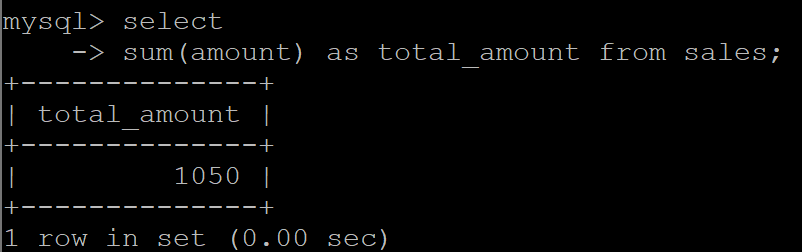 mysql> select
    -> sum(amount) as total_amount from sales;
+--------------+
| total_amount |
+--------------+
|         1050 |
+--------------+
1 row in set (0.00 sec)